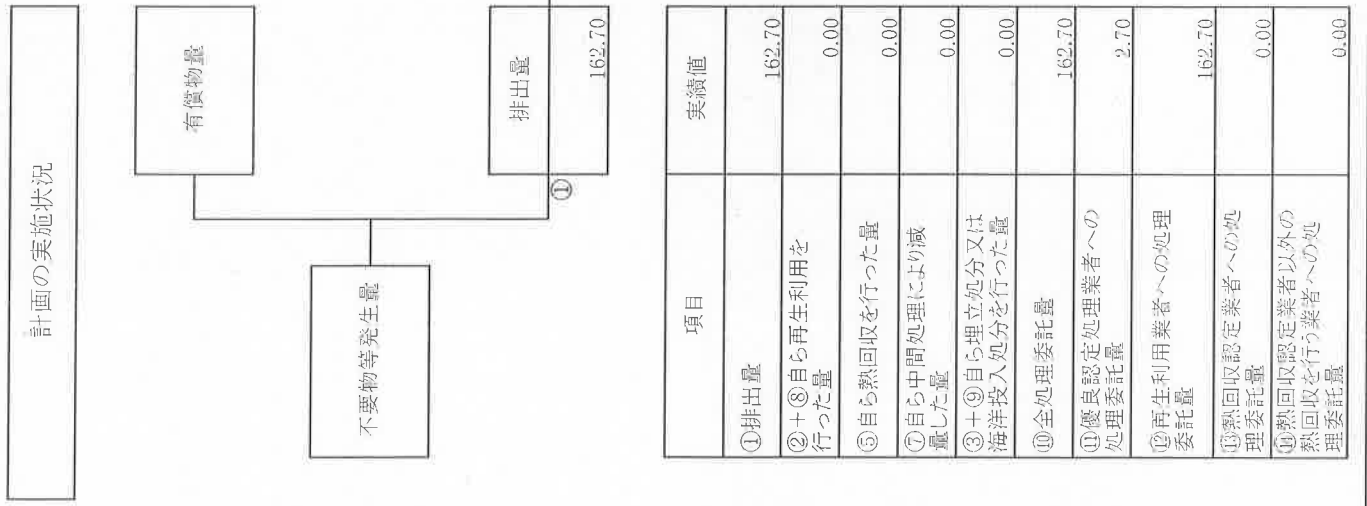 計画の実施状況
有償物量
不要物等発生量
排出量
①
162.70
項目
実績値
①排出量
162.70
②+⑧自ら再生利用を
行った量
0.00
⑤自ら熱回収を行った量
0.00
⑦自ら中間処理により減
量した量
0.00
③+⑨自ら埋立処分又は
海洋投入処分を行った量
0.00
⑩全処理委託量
162.70
⑪優良認定処理業者への
処理委託量
2.70
⑫再生利用業者への処理
委託量
162.70
⑬熱回収認定業者への処
理委託量
0.00
⑭熱回収認定業者以外の
熱回収を行う業者への処
理委託量
0.00